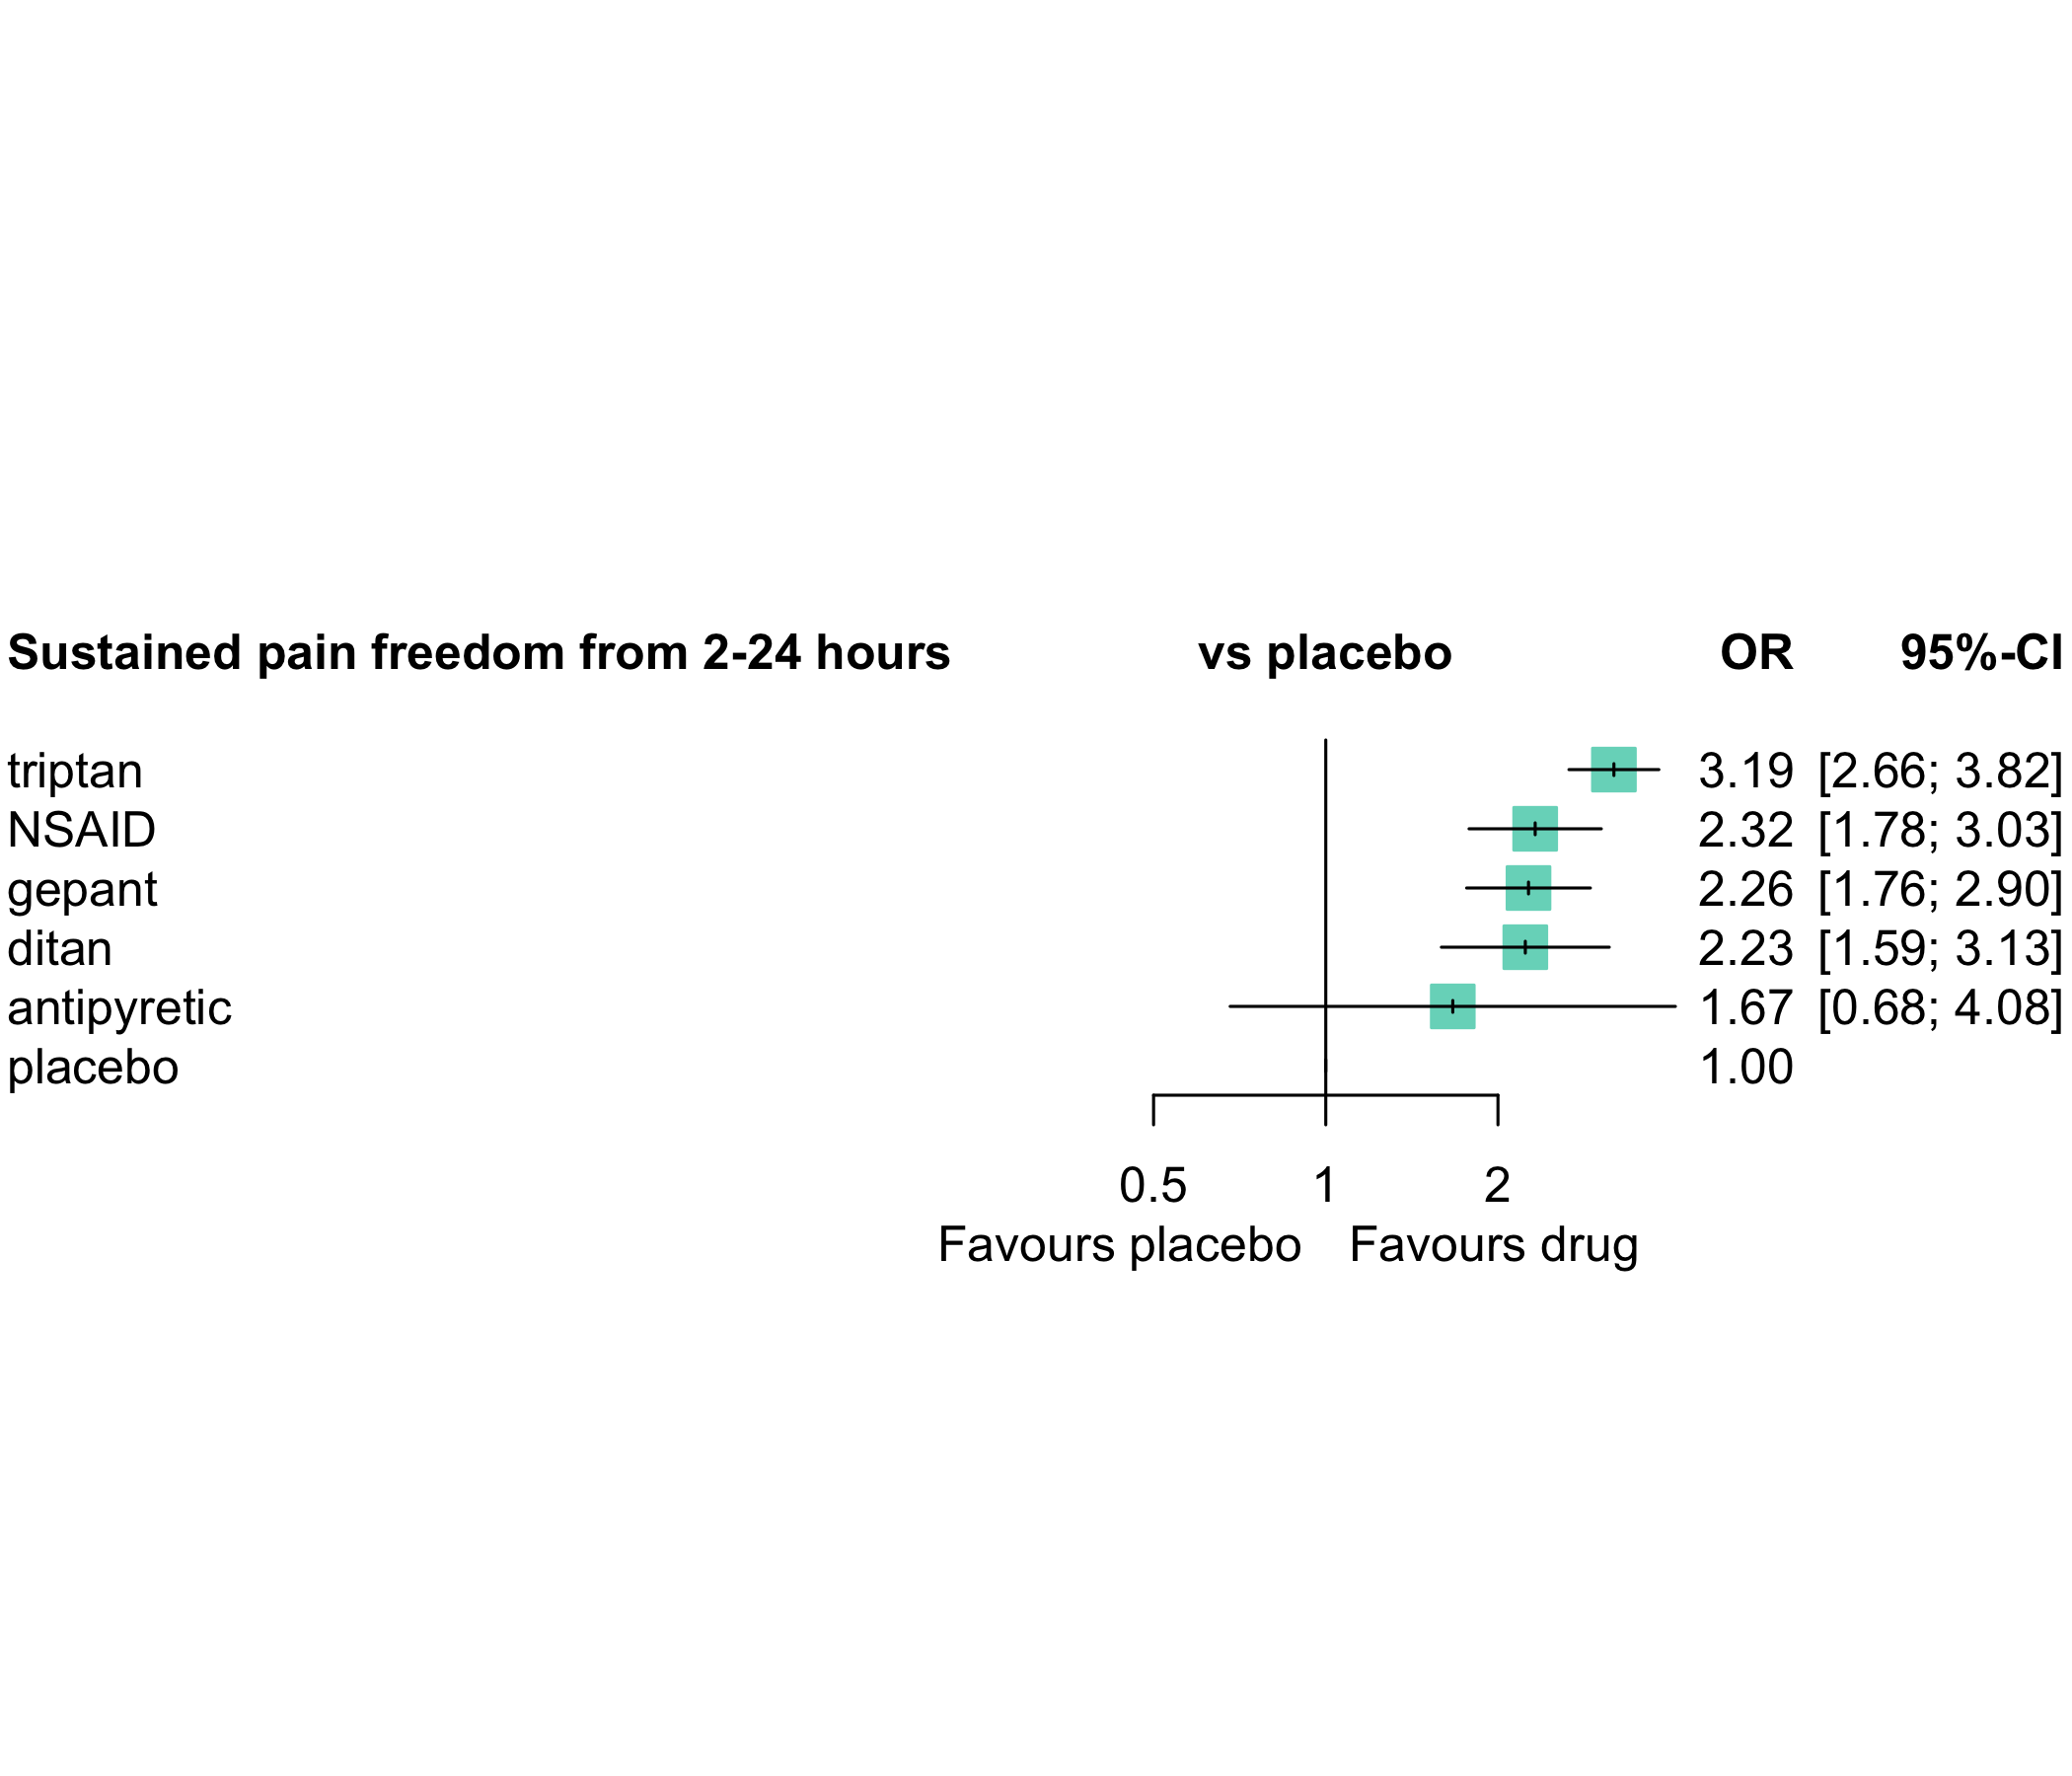 Sustained pain freedom from 2-24 hours vs placebo OR 95%-CI
triptan 3.19 [2.66; 3.82]
NSAID 2.32 [1.78; 3.03]
gepant 2.26 [1.76; 2.90]
ditan 2.23 [1.59; 3.13]
antipyretic 1.67 [0.68; 4.08]
placebo 1.00
0.5 1 2
Favours placebo Favours drug